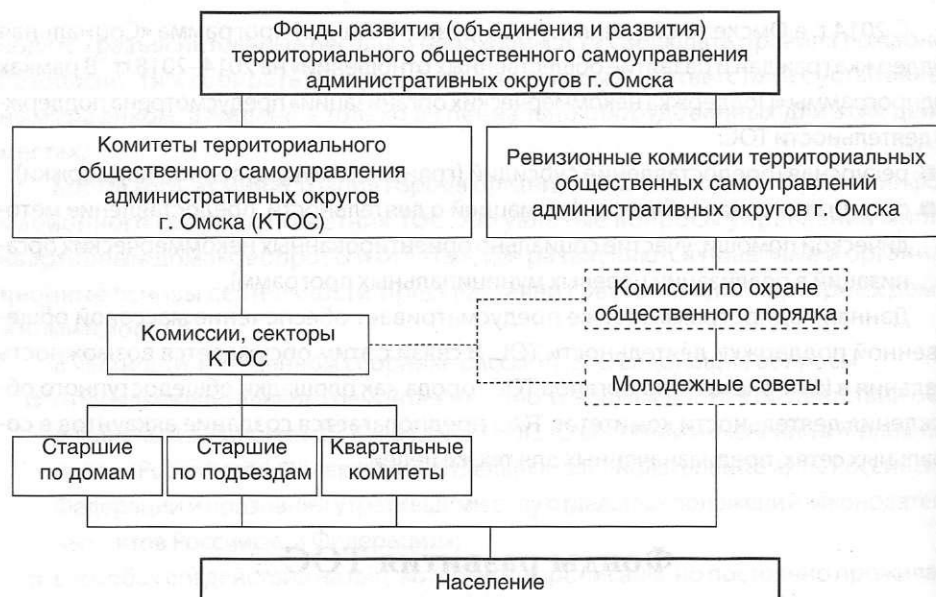 Фонды развития (объединения и развития)
территориального общественного самоуправления
административных округов г. Омска
Комитеты территориального
общественного самоуправления
административных округов
г. Омска (КТОС)
Ревизионные комиссии территориальных
общественных самоуправлений
административных округов г. Омска
Комиссии по охране
общественного порядка
Комиссии, секторы
КТОС
Молодежные советы
Старшие
по домам
Старшие
по подъездам
Квартальные
комитеты
Население